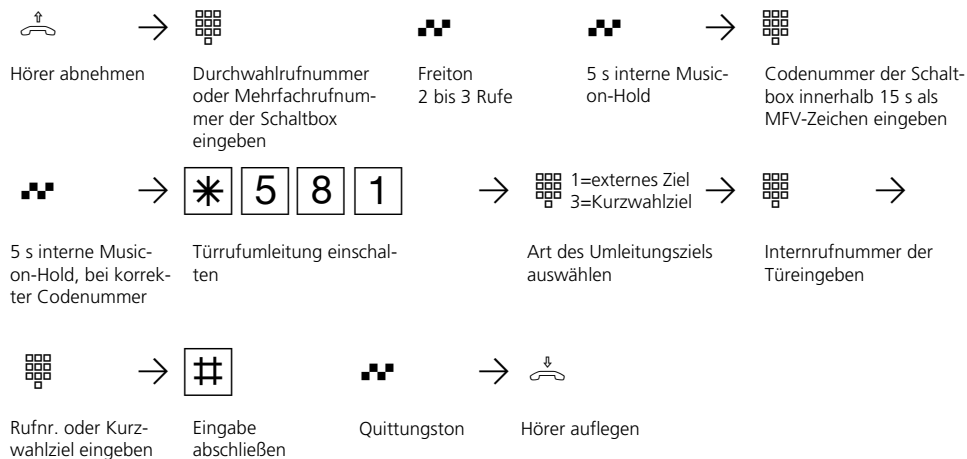 Hörer abnehmen
Durchwahlrufnummer
oder Mehrfachrufnum-
mer der Schaltbox
eingeben
Freiton
2 bis 3 Rufe
5 s interne Music-
on-Hold
Codenummer der Schalt-
box innerhalb 15 s als
MFV-Zeichen eingeben
* 5 8 1
1=externes Ziel
3=Kurzwahlziel
5 s interne Music-
on-Hold, bei korrek-
ter Codenummer
Türrufumleitung einschal-
ten
Art des Umleitungsziels
auswählen
Internrufnummer der
Türeingeben
#
Rufnr. oder Kurz-
wahlziel eingeben
Eingabe
abschließen
Quittungston
Hörer auflegen